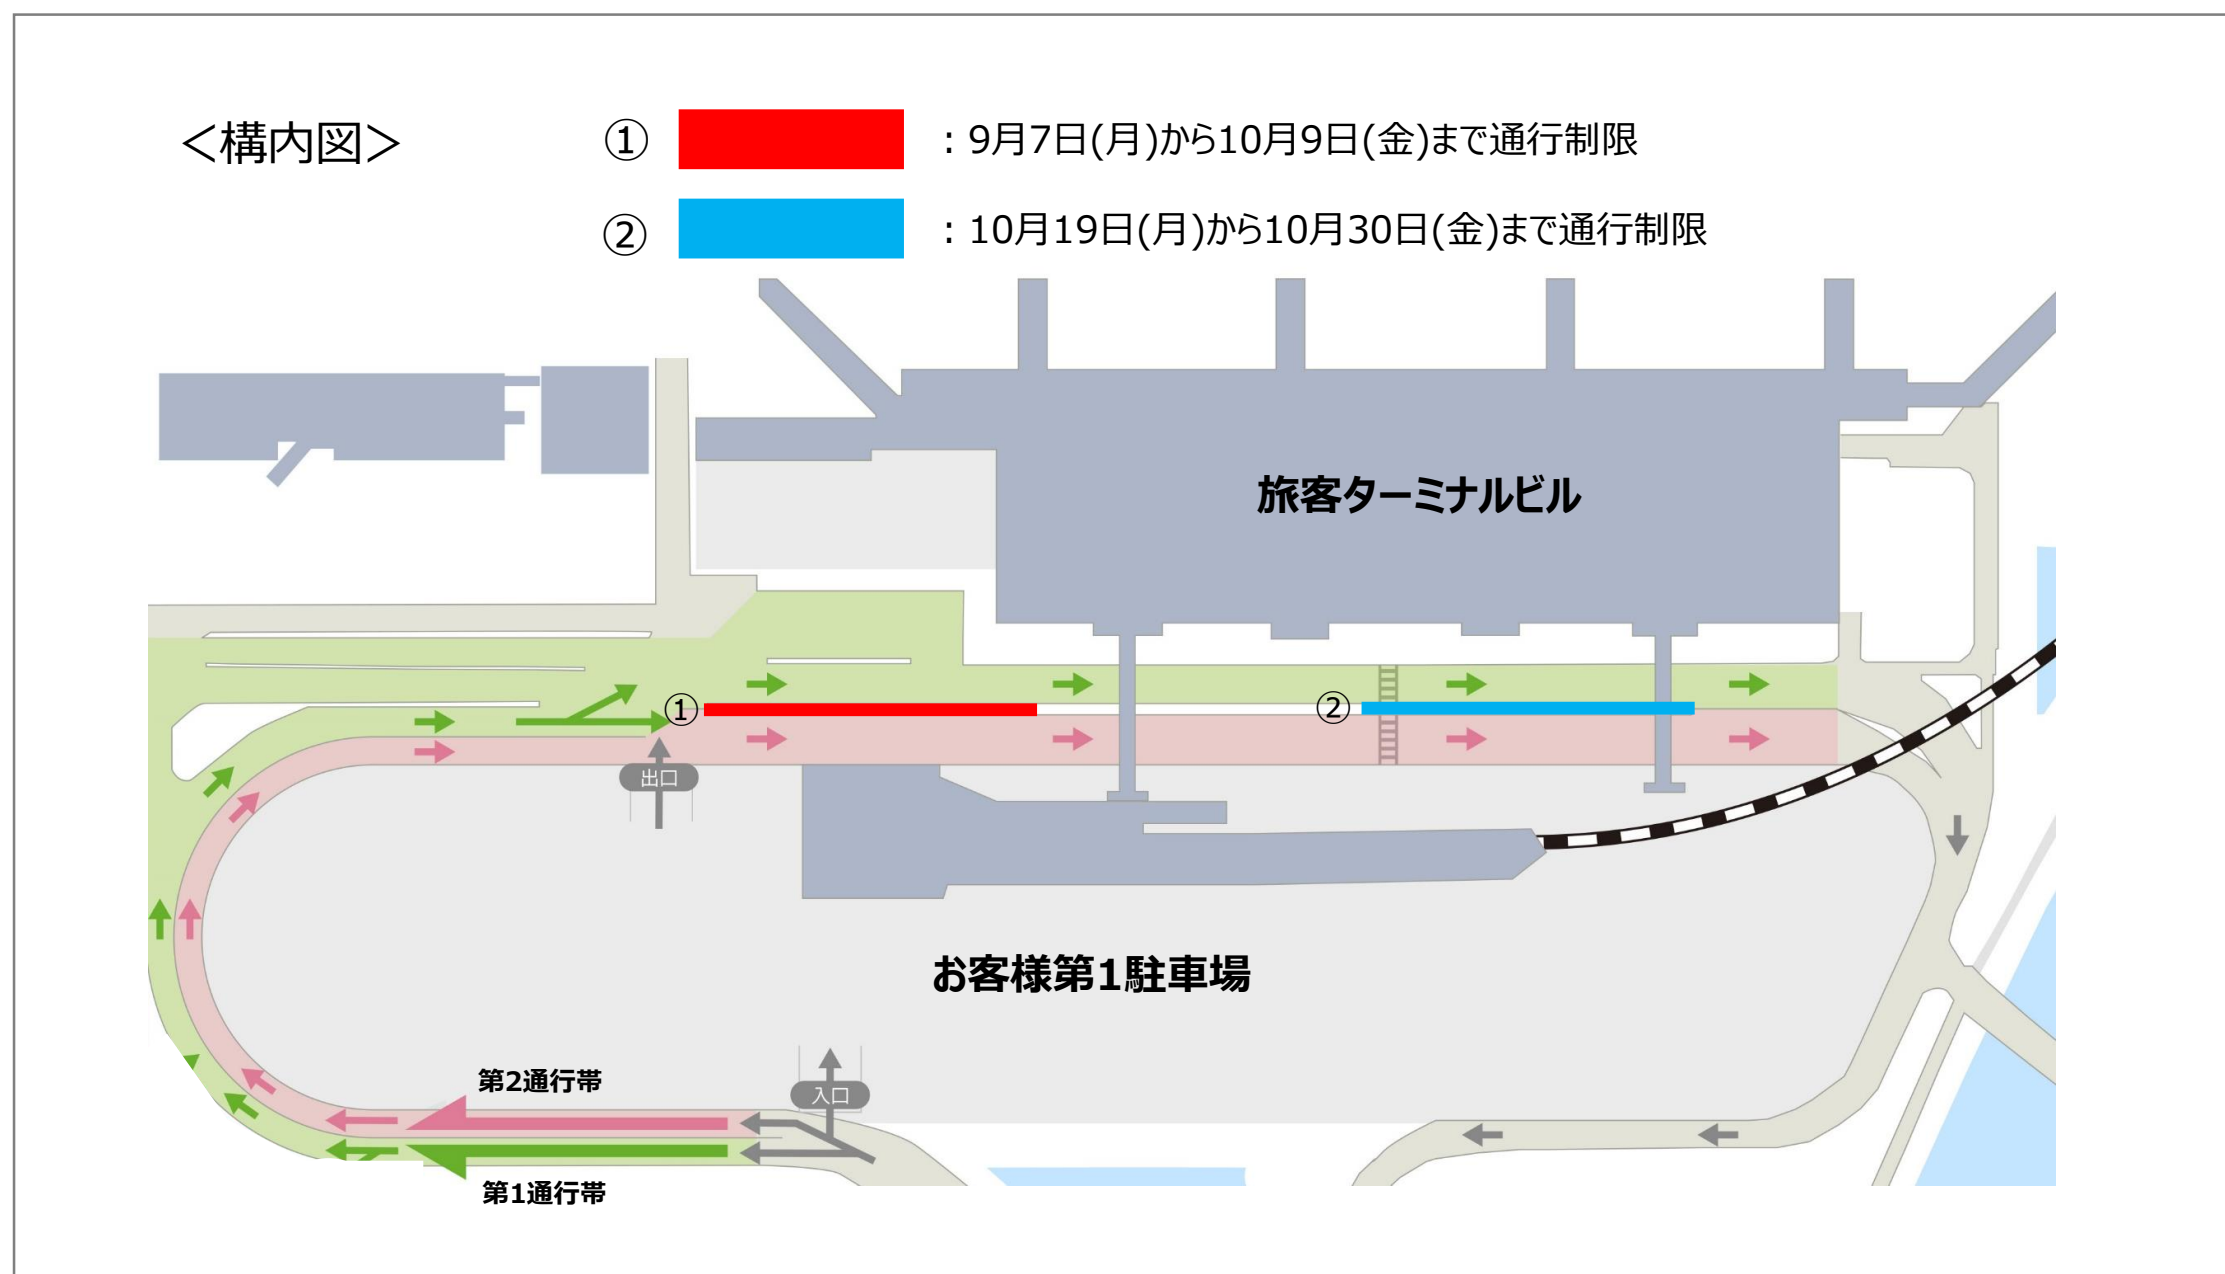 ＜構内図＞
① ：9月7日(月)から10月9日(金)まで通行制限
② ：10月19日(月)から10月30日(金)まで通行制限
旅客ターミナルビル
①
②
出口
お客様第1駐車場
第2通行帯
入口
第1通行帯